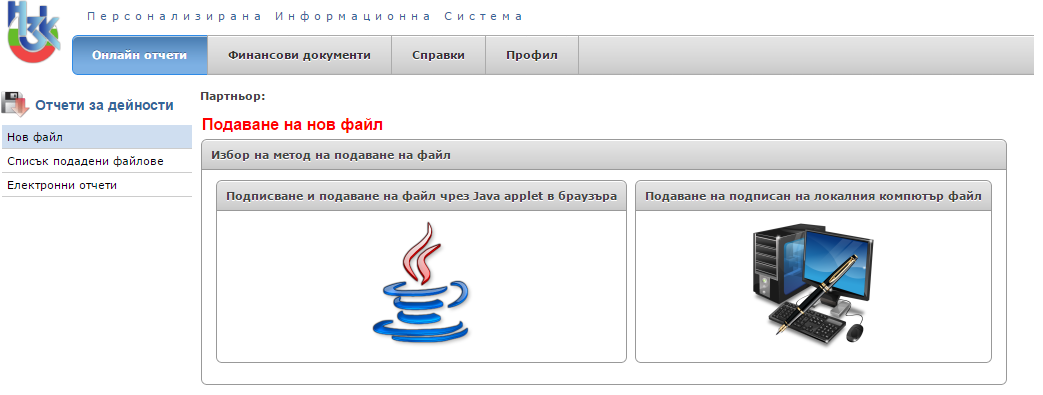 НЗОК
Персонализирана Информационна Система
Онлайн отчети Финансови документи Справки Профил
Отчети за дейности
Нов файл
Списък подадени файлове
Електронни отчети
Партньор:
Подаване на нов файл
Избор на метод на подаване на файл
Подписване и подаване на файл чрез Java applet в браузъра
Подаване на подписан на локалния компютър файл